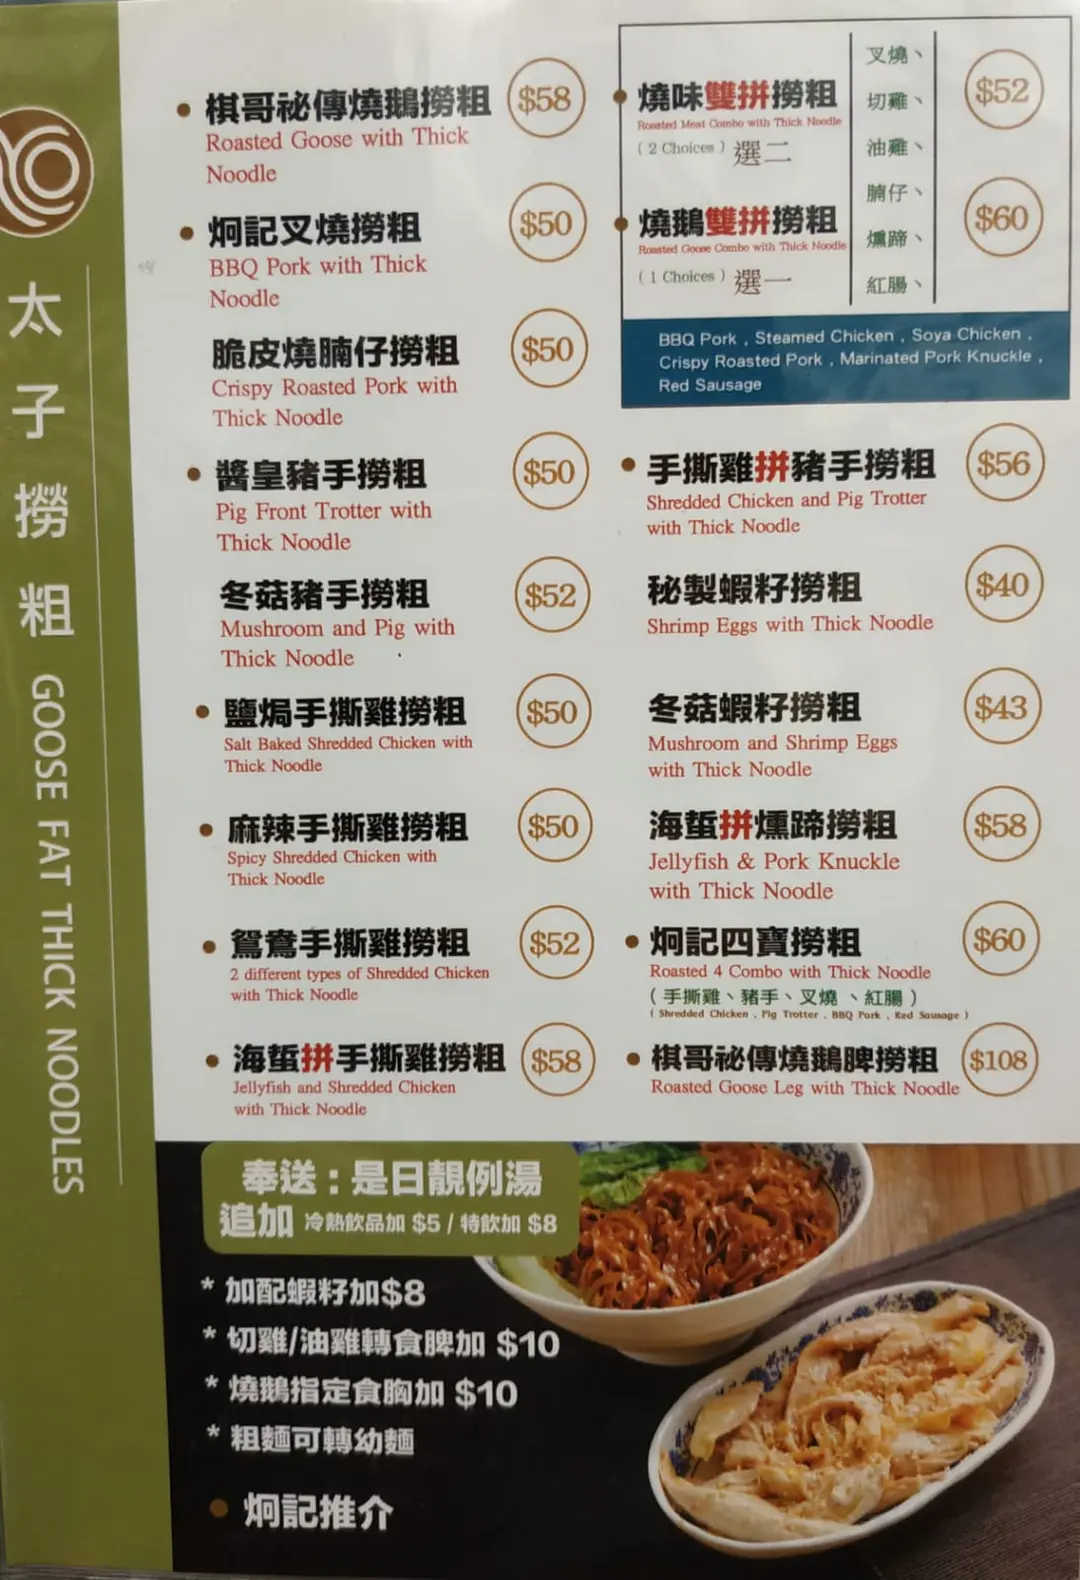 太子撈粗 GOOSE FAT THICK NOODLES
棋哥祕傳燒鵝撈粗 $58
Roasted Goose with Thick
Noodle
炯記叉燒撈粗 $50
BBQ Pork with Thick
Noodle
脆皮燒腩仔撈粗 $50
Crispy Roasted Pork with
Thick Noodle
醬皇豬手撈粗 $50
Pig Front Trotter with
Thick Noodle
冬菇豬手撈粗 $52
Mushroom and Pig with
Thick Noodle
鹽焗手撕雞撈粗 $50
Salt Baked Shredded Chicken with
Thick Noodle
麻辣手撕雞撈粗 $50
Spicy Shredded Chicken with
Thick Noodle
鴛鴦手撕雞撈粗 $52
2 different types of Shredded Chicken
with Thick Noodle
海蜇拼手撕雞撈粗 $58
Jellyfish and Shredded Chicken
with Thick Noodle
燒味雙拼撈粗 $52
Roasted Meat Combo with Thick Noodle
( 2 Choices ) 選二
燒鵝雙拼撈粗 $60
Roasted Goose Combo with Thick Noodle
( 1 Choices ) 選一
叉燒、
切雞、
油雞、
腩仔、
燻蹄、
紅腸、
BBQ Pork , Steamed Chicken , Soya Chicken ,
Crispy Roasted Pork , Marinated Pork Knuckle ,
Red Sausage
手撕雞拼豬手撈粗 $56
Shredded Chicken and Pig Trotter
with Thick Noodle
秘製蝦籽撈粗 $40
Shrimp Eggs with Thick Noodle
冬菇蝦籽撈粗 $43
Mushroom and Shrimp Eggs
with Thick Noodle
海蜇拼燻蹄撈粗 $58
Jellyfish & Pork Knuckle
with Thick Noodle
炯記四寶撈粗 $60
Roasted 4 Combo with Thick Noodle
( 手撕雞、豬手、叉燒、紅腸 )
( Shredded Chicken , Pig Trotter , BBQ Pork , Red Sausage )
棋哥祕傳燒鵝脾撈粗 $108
Roasted Goose Leg with Thick Noodle
奉送：是日靚例湯
追加 冷熱飲品加 $5 / 特飲加 $8
* 加配蝦籽加$8
* 切雞/油雞轉食脾加 $10
* 燒鵝指定食胸加 $10
* 粗麵可轉幼麵
炯記推介